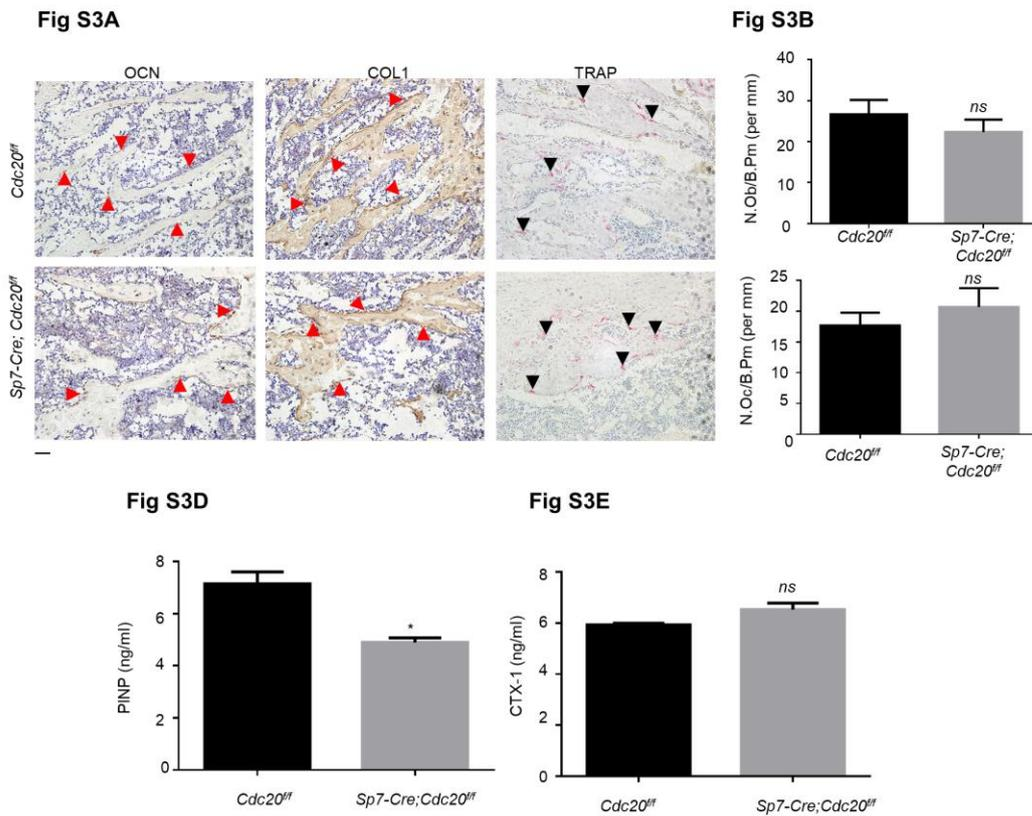 Fig S3A
OCN
COL1
TRAP
Cdc20f/f
Sp7-Cre; Cdc20f/f
Fig S3B
N.Ob/B.Pm (per mm)
40
30
20
10
0
ns
Cdc20f/f
Sp7-Cre;
Cdc20f/f
N.Oc/B.Pm (per mm)
25
20
15
10
5
0
ns
Cdc20f/f
Sp7-Cre;
Cdc20f/f
Fig S3D
PINP (ng/ml)
8
6
4
2
0
*
Cdc20f/f
Sp7-Cre;Cdc20f/f
Fig S3E
CTX-1 (ng/ml)
8
6
4
2
0
ns
Cdc20f/f
Sp7-Cre;Cdc20f/f